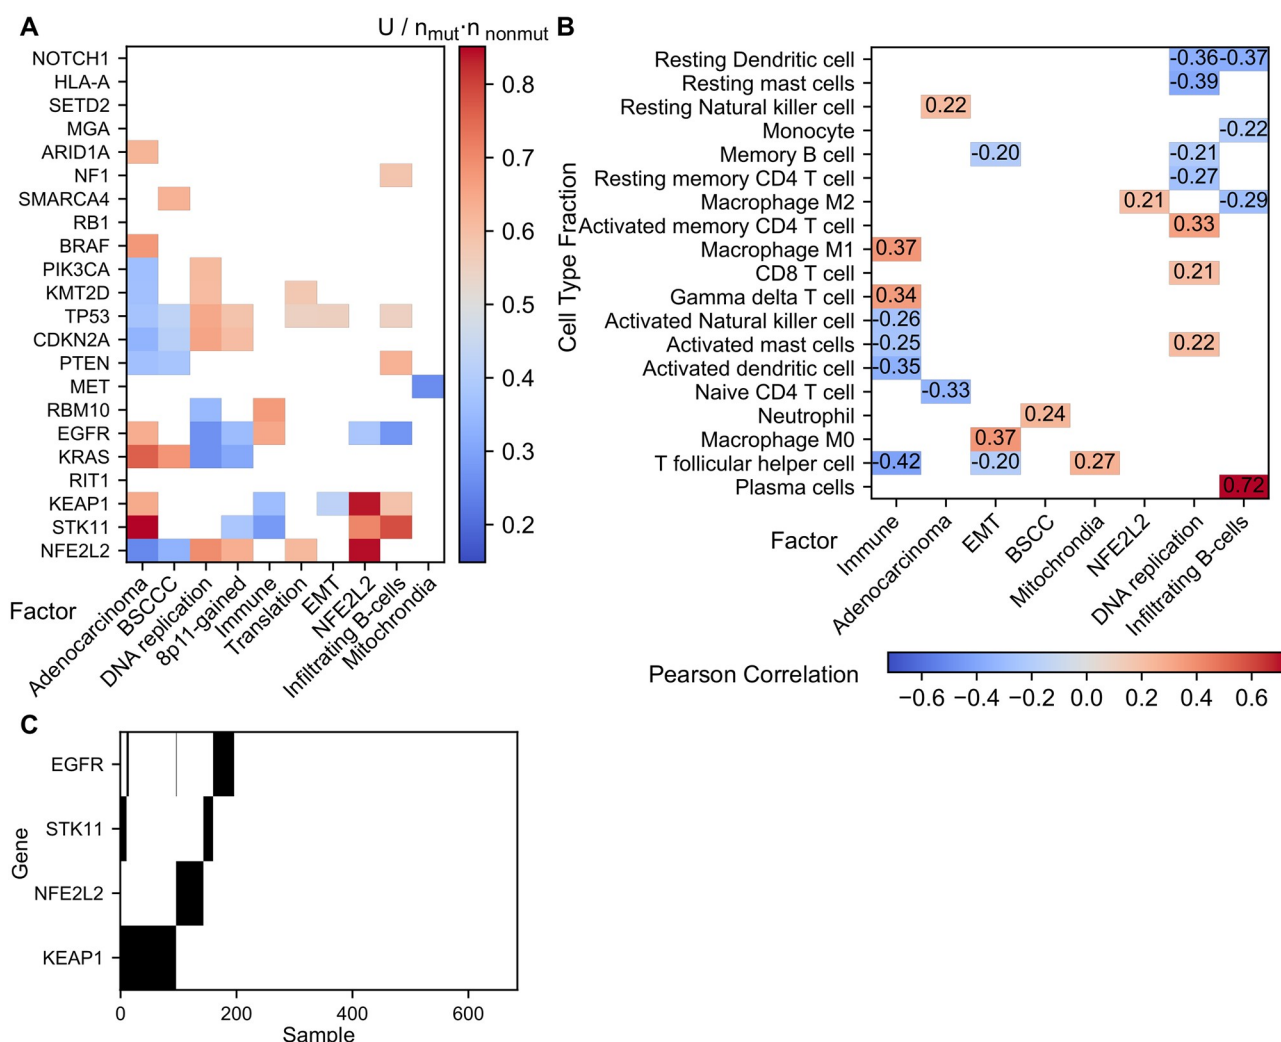 A
U / nmut·n nonmut
NOTCH1
HLA-A
SETD2
MGA
ARID1A
NF1
SMARCA4
RB1
BRAF
PIK3CA
KMT2D
TP53
CDKN2A
PTEN
MET
RBM10
EGFR
KRAS
RIT1
KEAP1
STK11
NFE2L2
0.8
0.7
0.6
0.5
0.4
0.3
0.2
Factor
Adenocarcinoma
BSCCC
DNA replication
8p11-gained
Immune
Translation
EMT
NFE2L2
Infiltrating B-cells
Mitochrondia
B
Cell Type Fraction
Resting Dendritic cell -0.36 -0.37
Resting mast cells -0.39
Resting Natural killer cell 0.22
Monocyte -0.22
Memory B cell -0.20 -0.21
Resting memory CD4 T cell -0.27
Macrophage M2 0.21 -0.29
Activated memory CD4 T cell 0.33
Macrophage M1 0.37
CD8 T cell 0.21
Gamma delta T cell 0.34
Activated Natural killer cell -0.26
Activated mast cells -0.25 0.22
Activated dendritic cell -0.35
Naive CD4 T cell -0.33
Neutrophil 0.24
Macrophage M0 0.37
T follicular helper cell -0.42 -0.20 0.27
Plasma cells 0.72
Factor
Immune
Adenocarcinoma
EMT
BSCC
Mitochrondia
NFE2L2
DNA replication
Infiltrating B-cells
Pearson Correlation
−0.6 −0.4 −0.2 0.0 0.2 0.4 0.6
C
Gene
EGFR
STK11
NFE2L2
KEAP1
0 200 400 600
Sample